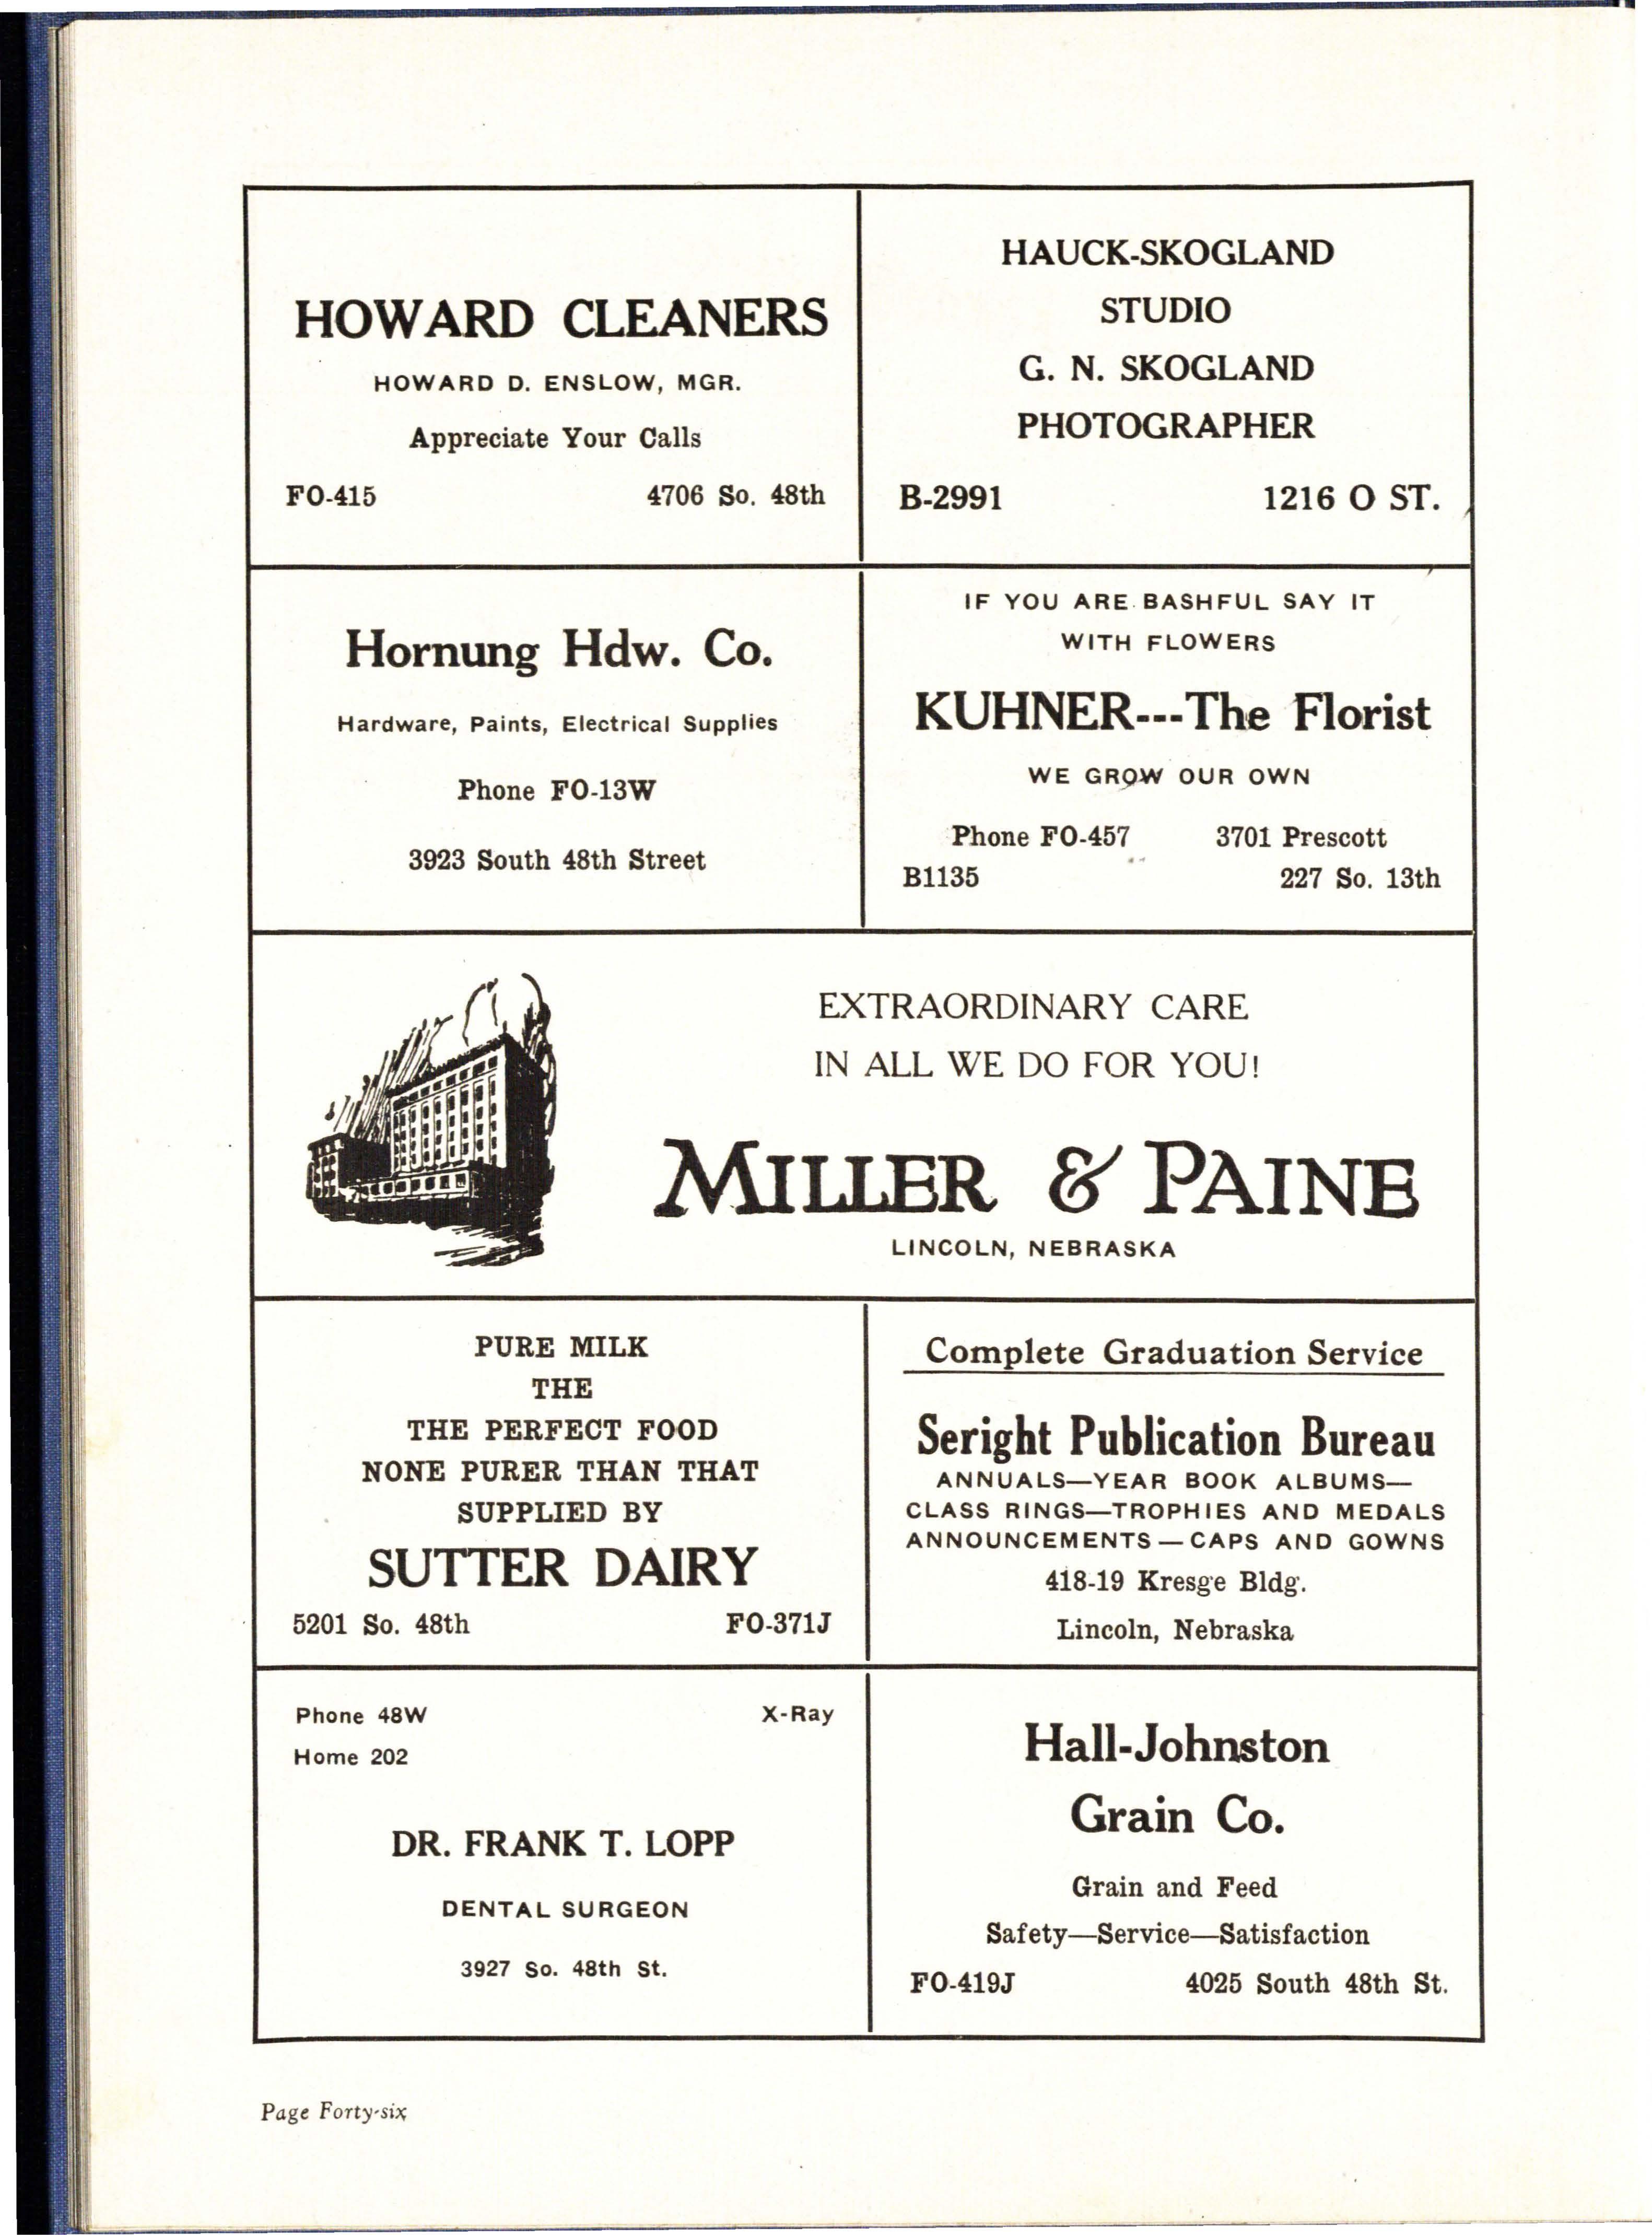 HOWARD CLEANERS
HOWARD D. ENSLOW, MGR.
Appreciate Your Calls
FO-415 4706 So. 48th
HAUCK-SKOGLAND
STUDIO
G. N. SKOGLAND
PHOTOGRAPHER
B-2991 1216 O ST.
Hornung Hdw. Co.
Hardware, Paints, Electrical Supplies
Phone FO-13W
3923 South 48th Street
IF YOU ARE BASHFUL SAY IT
WITH FLOWERS
KUHNER---The Florist
WE GROW OUR OWN
Phone FO-457 3701 Prescott
B1135 227 So. 13th
EXTRAORDINARY CARE
IN ALL WE DO FOR YOU!
MILLER & PAINE
LINCOLN, NEBRASKA
PURE MILK
THE
THE PERFECT FOOD
NONE PURER THAN THAT
SUPPLIED BY
SUTTER DAIRY
5201 So. 48th FO-371J
Complete Graduation Service
Seright Publication Bureau
ANNUALS—YEAR BOOK ALBUMS—
CLASS RINGS—TROPHIES AND MEDALS
ANNOUNCEMENTS—CAPS AND GOWNS
418-19 Kresge Bldg.
Lincoln, Nebraska
Phone 48W X-Ray
Home 202
DR. FRANK T. LOPP
DENTAL SURGEON
3927 So. 48th St.
Hall-Johnston
Grain Co.
Grain and Feed
Safety—Service—Satisfaction
FO-419J 4025 South 48th St.
Page Forty-six